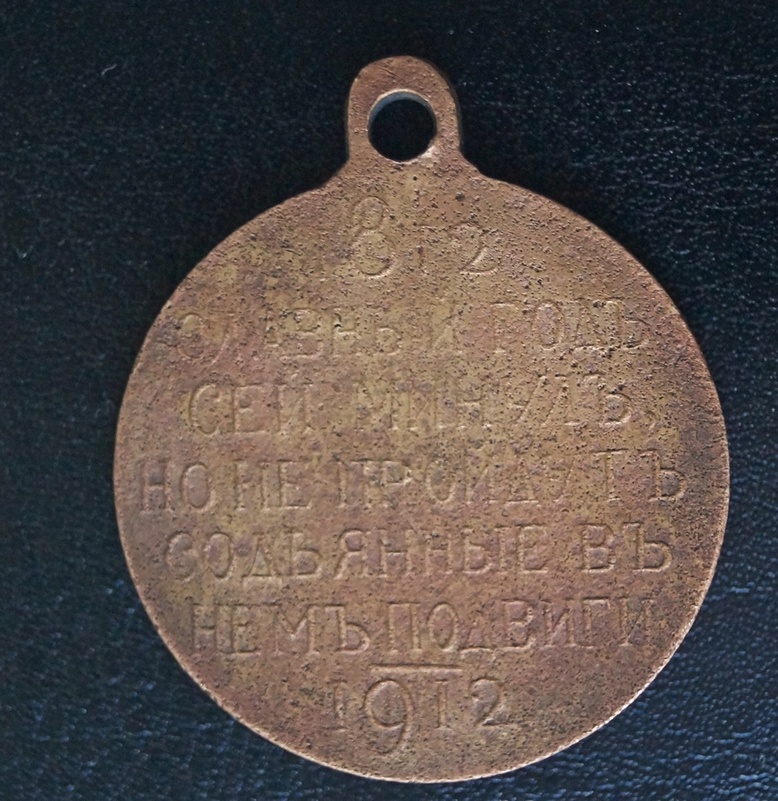 1812
СЛАВНЫЙ ГОДЪ
СЕЙ МИНУЛЪ,
НО НЕ ПРОЙДУТЪ
СОДѢЯННЫЕ ВЪ
НЕМЪ ПОДВИГИ
1912